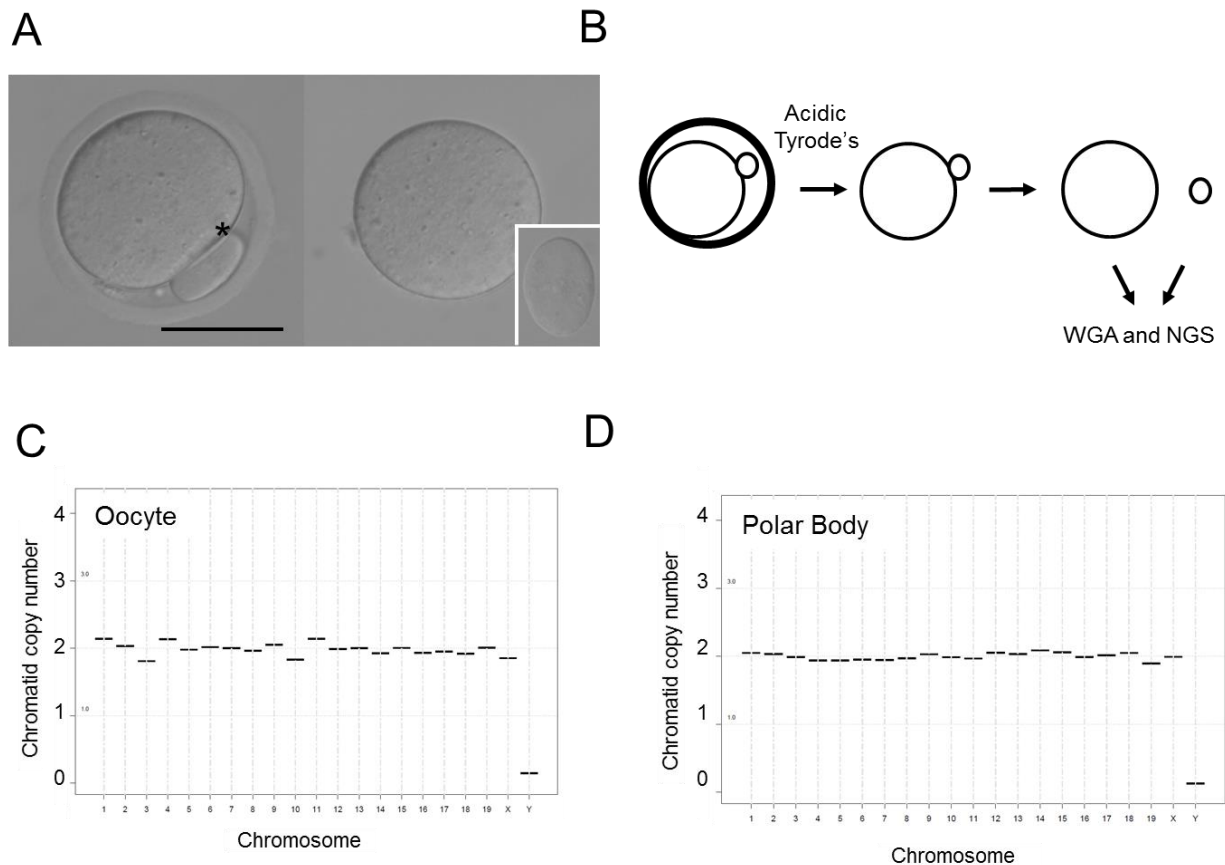 A
*
B
Acidic
Tyrode's
WGA and NGS
C
Oocyte
Chromatid copy number
4
3
3.0
2
1
1.0
0
1 2 3 4 5 6 7 8 9 10 11 12 13 14 15 16 17 18 19 X Y
Chromosome
D
Polar Body
Chromatid copy number
4
3
3.0
2
1
1.0
0
1 2 3 4 5 6 7 8 9 10 11 12 13 14 15 16 17 18 19 X Y
Chromosome